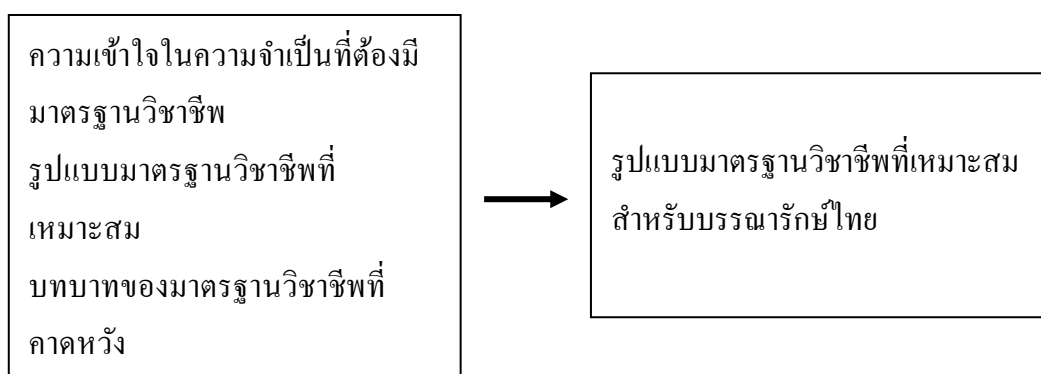 ความเข้าใจในความจำเป็นที่ต้องมี
มาตรฐานวิชาชีพ
รูปแบบมาตรฐานวิชาชีพที่
เหมาะสม
บทบาทของมาตรฐานวิชาชีพที่
คาดหวัง
รูปแบบมาตรฐานวิชาชีพที่เหมาะสม
สำหรับบรรณารักษ์ไทย